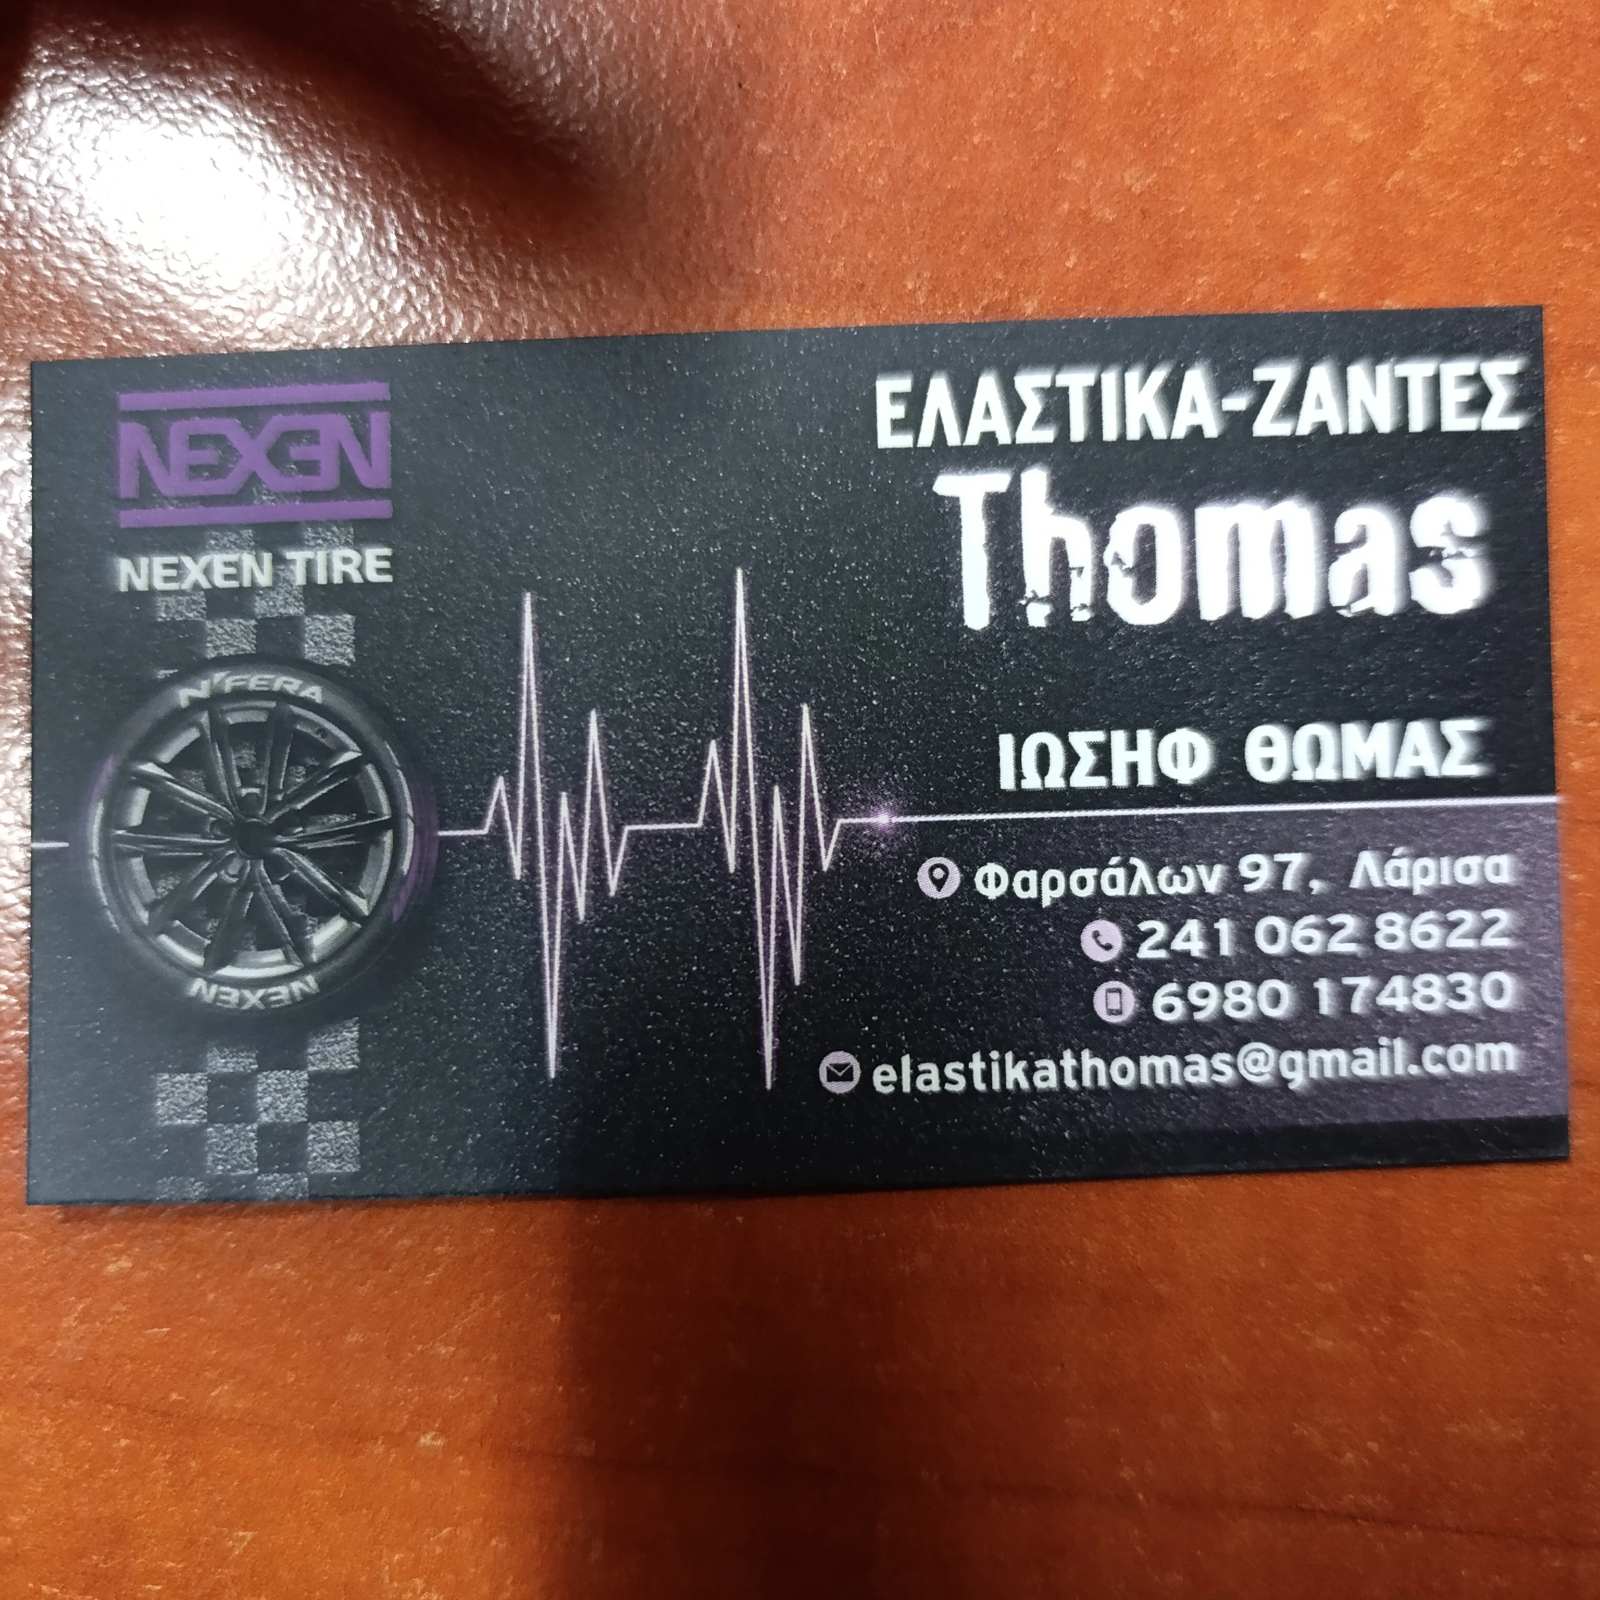 NEXEN
NEXEN TIRE
N'FERA
NEXEN
ΕΛΑΣΤΙΚΑ-ΖΑΝΤΕΣ
Thomas
ΙΩΣΗΦ ΘΩΜΑΣ
Φαρσάλων 97, Λάρισα
241 062 8622
6980 174830
elastikathomas@gmail.com